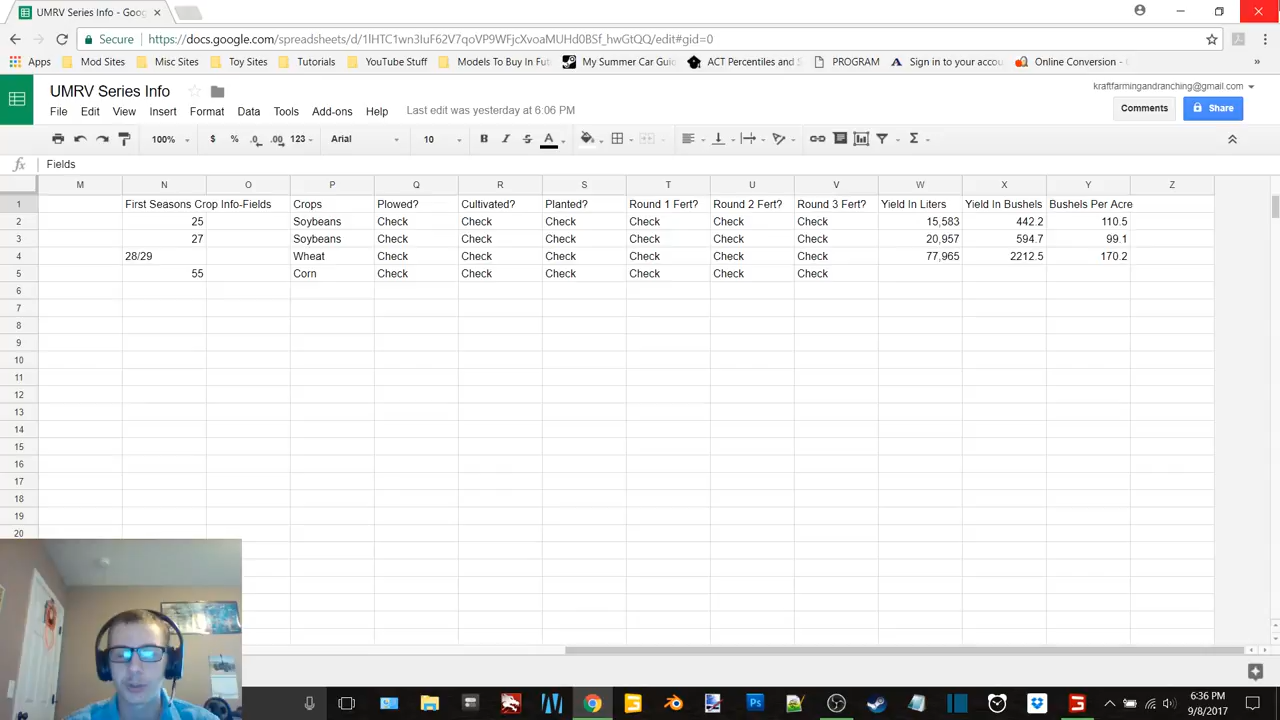 UMRV Series Info - Goog
Secure https://docs.google.com/spreadsheets/d/1lHTC1wn3IuF62V7qoVP9WFjcXvoaMUHd0BSf_hwGtQQ/edit#gid=0
Apps Mod Sites Misc Sites Toy Sites Tutorials YouTube Stuff Models To Buy In Fut My Summer Car Guid ACT Percentiles and S PROGRAM Sign in to your accou Online Conversion - »
UMRV Series Info kraftfarmingandranching@gmail.com
File Edit View Insert Format Data Tools Add-ons Help Last edit was yesterday at 6:06 PM Comments Share
100% $ % .0 .00 123 Arial 10 B I S A Σ
fx Fields
M N O P Q R S T U V W X Y Z
1 First Seasons Crop Info-Fields Crops Plowed? Cultivated? Planted? Round 1 Fert? Round 2 Fert? Round 3 Fert? Yield In Liters Yield In Bushels Bushels Per Acre
2 25 Soybeans Check Check Check Check Check Check 15,583 442.2 110.5
3 27 Soybeans Check Check Check Check Check Check 20,957 594.7 99.1
4 28/29 Wheat Check Check Check Check Check Check 77,965 2212.5 170.2
5 55 Corn Check Check Check Check Check Check
6
7
8
9
10
11
12
13
14
15
16
17
18
19
20
6:36 PM
9/8/2017